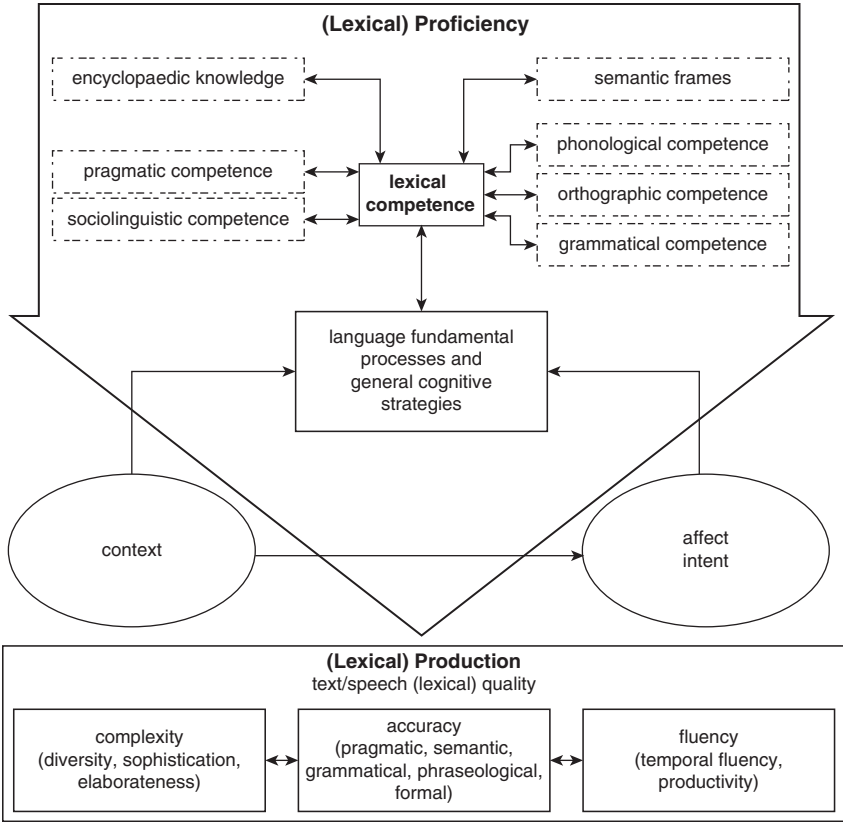 (Lexical) Proficiency
encyclopaedic knowledge
semantic frames
pragmatic competence
sociolinguistic competence
lexical
competence
phonological competence
orthographic competence
grammatical competence
language fundamental
processes and
general cognitive
strategies
context
affect
intent
(Lexical) Production
text/speech (lexical) quality
complexity
(diversity, sophistication,
elaborateness)
accuracy
(pragmatic, semantic,
grammatical, phraseological,
formal)
fluency
(temporal fluency,
productivity)